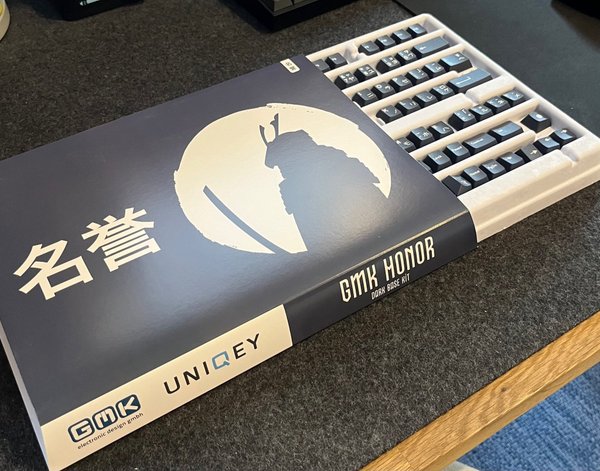 名誉
GMK HONOR
DARK BASE KIT
UNIQEY
GMK
electronic design gmbh